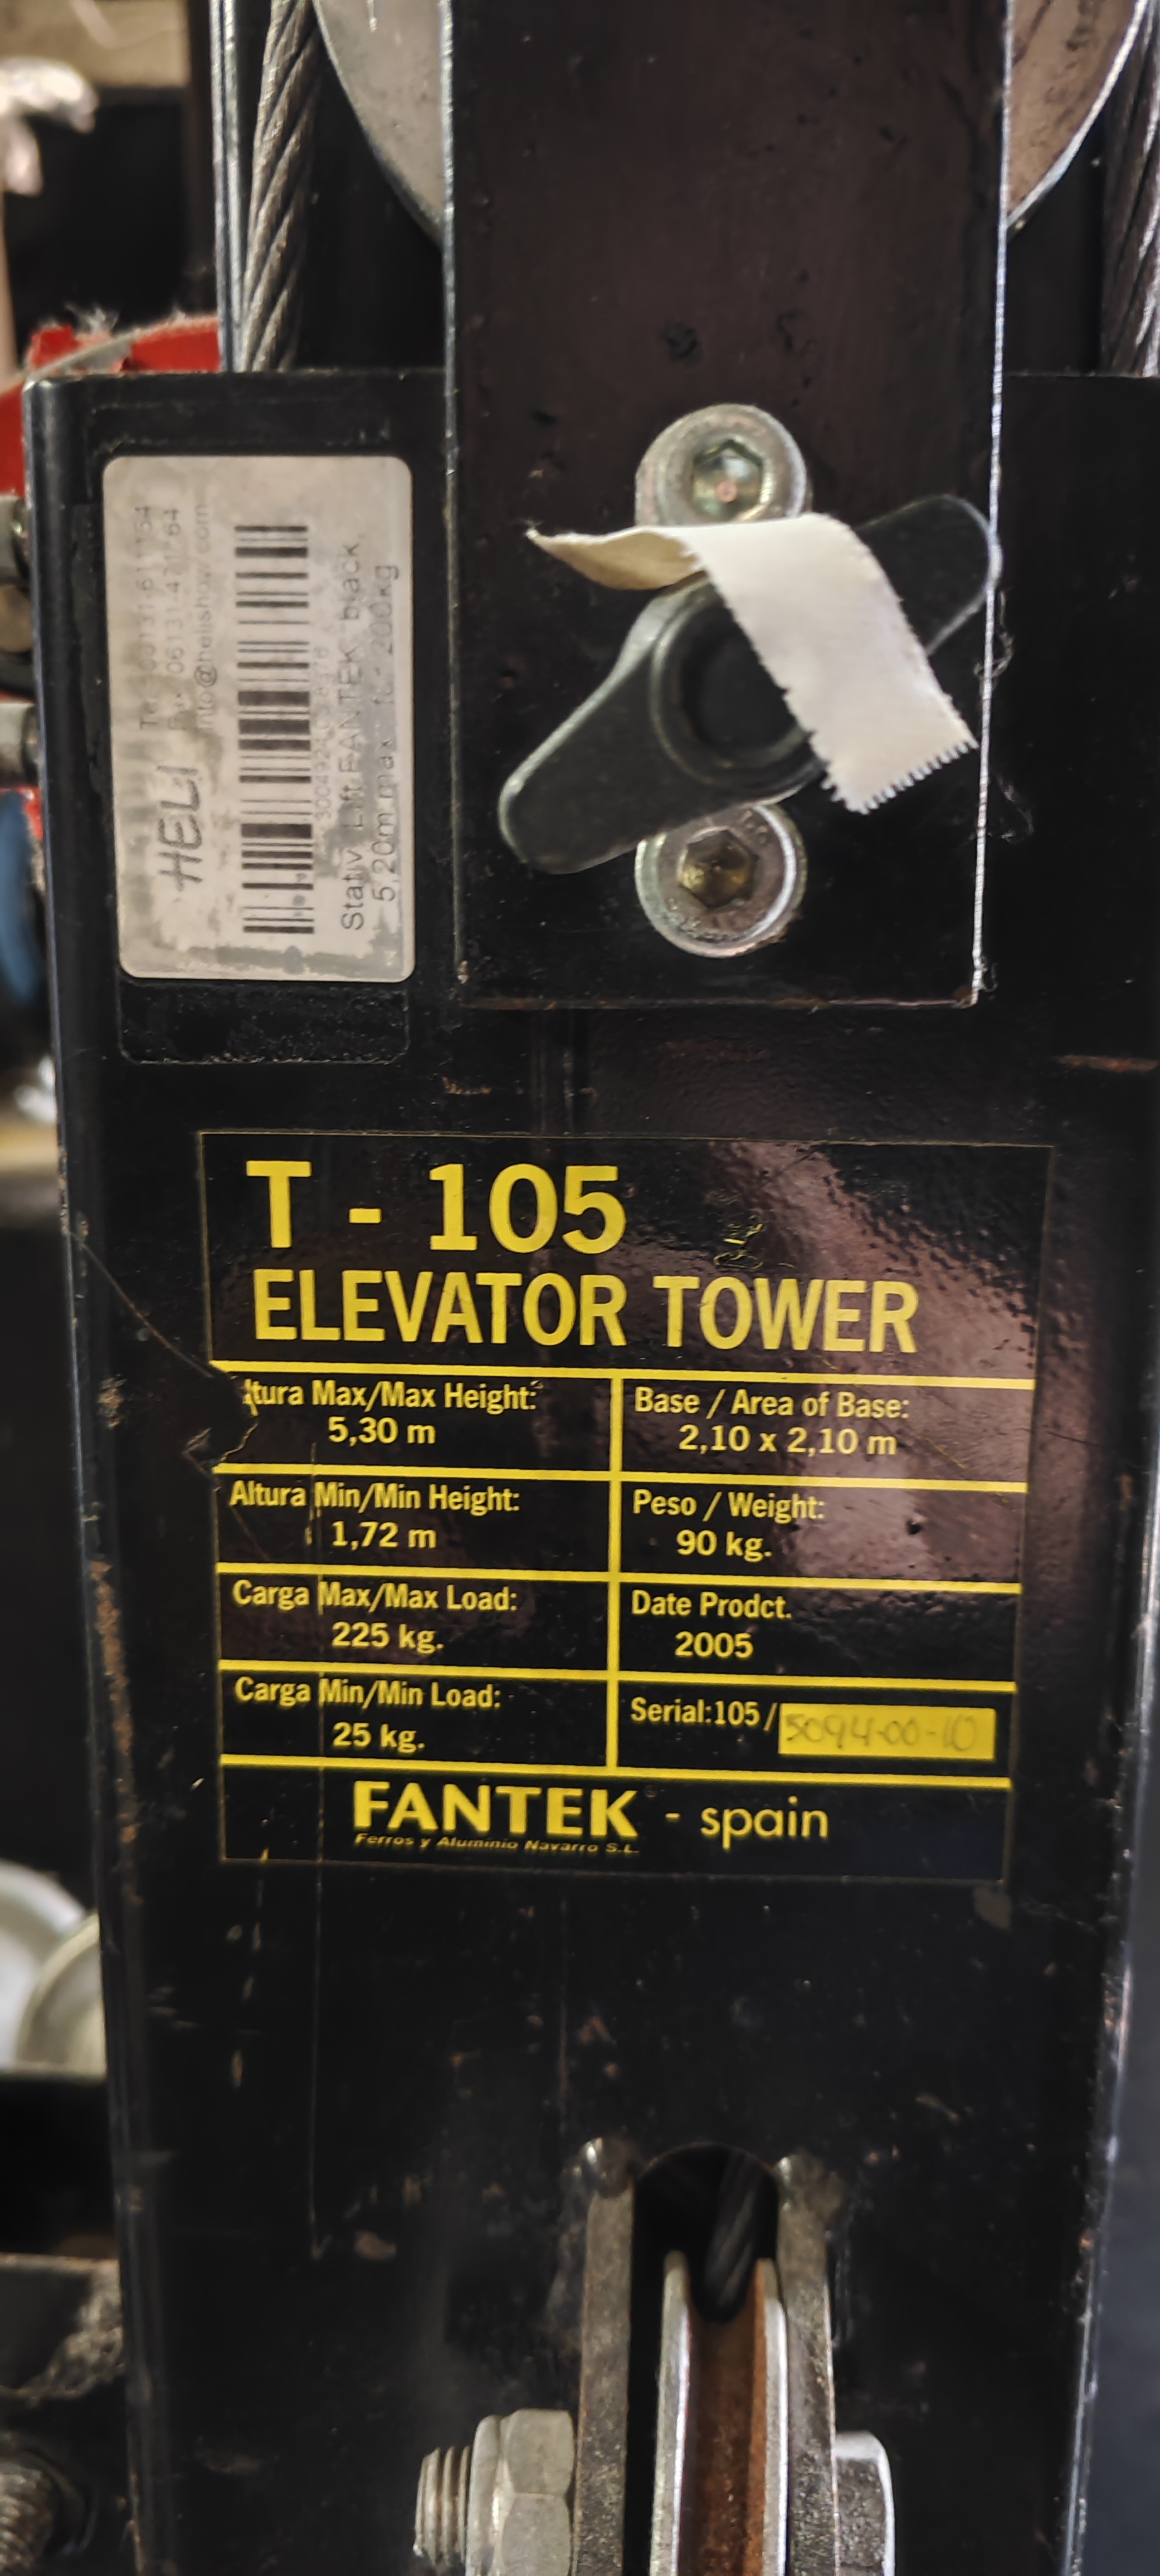 HELI
info@helishow.com
Stativ Lift FANTEK black
5,20m max
200kg
T - 105
ELEVATOR TOWER
ltura Max/Max Height:
5,30 m
Base / Area of Base:
2,10 x 2,10 m
Altura Min/Min Height:
1,72 m
Peso / Weight:
90 kg.
Carga Max/Max Load:
225 kg.
Date Prodct.
2005
Carga Min/Min Load:
25 kg.
Serial:105/5094-00-10
FANTEK - spain
Ferros y Aluminio Navarro S.L.